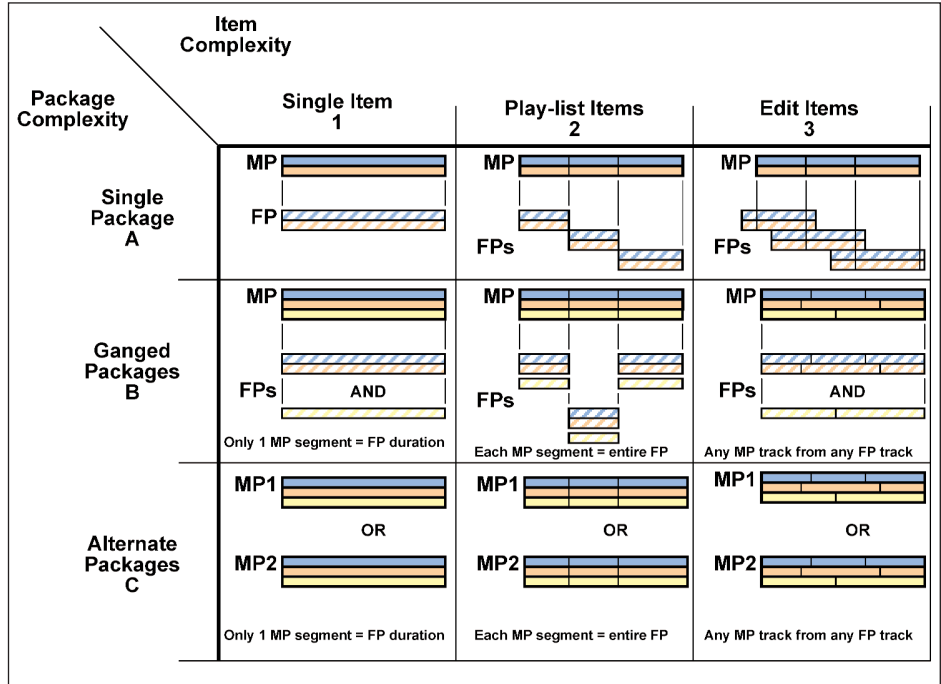 Item
Complexity
Package
Complexity
Single Item
1
Play-list Items
2
Edit Items
3
Single
Package
A
MP
FP
MP
FPs
MP
FPs
Ganged
Packages
B
MP
FPs
AND
Only 1 MP segment = FP duration
MP
FPs
Each MP segment = entire FP
MP
AND
Any MP track from any FP track
Alternate
Packages
C
MP1
OR
MP2
Only 1 MP segment = FP duration
MP1
OR
MP2
Each MP segment = entire FP
MP1
OR
MP2
Any MP track from any FP track